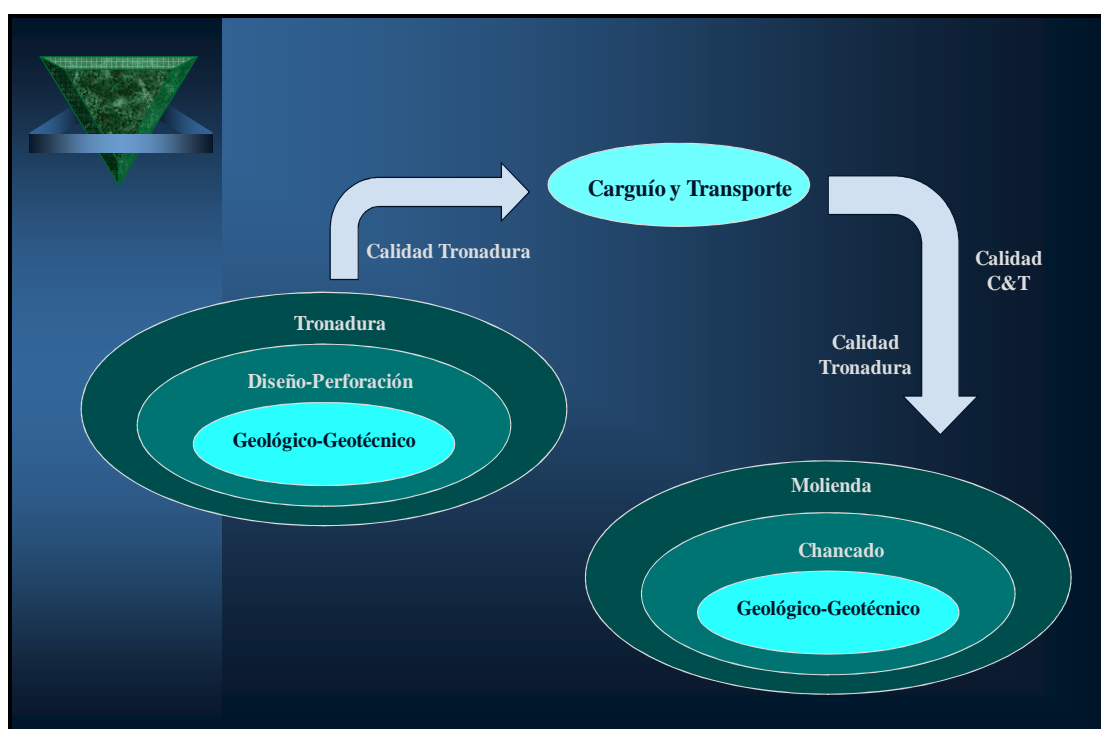 Carguío y Transporte
Calidad Tronadura
Calidad
C&T
Tronadura
Calidad
Tronadura
Diseño-Perforación
Geológico-Geotécnico
Molienda
Chancado
Geológico-Geotécnico